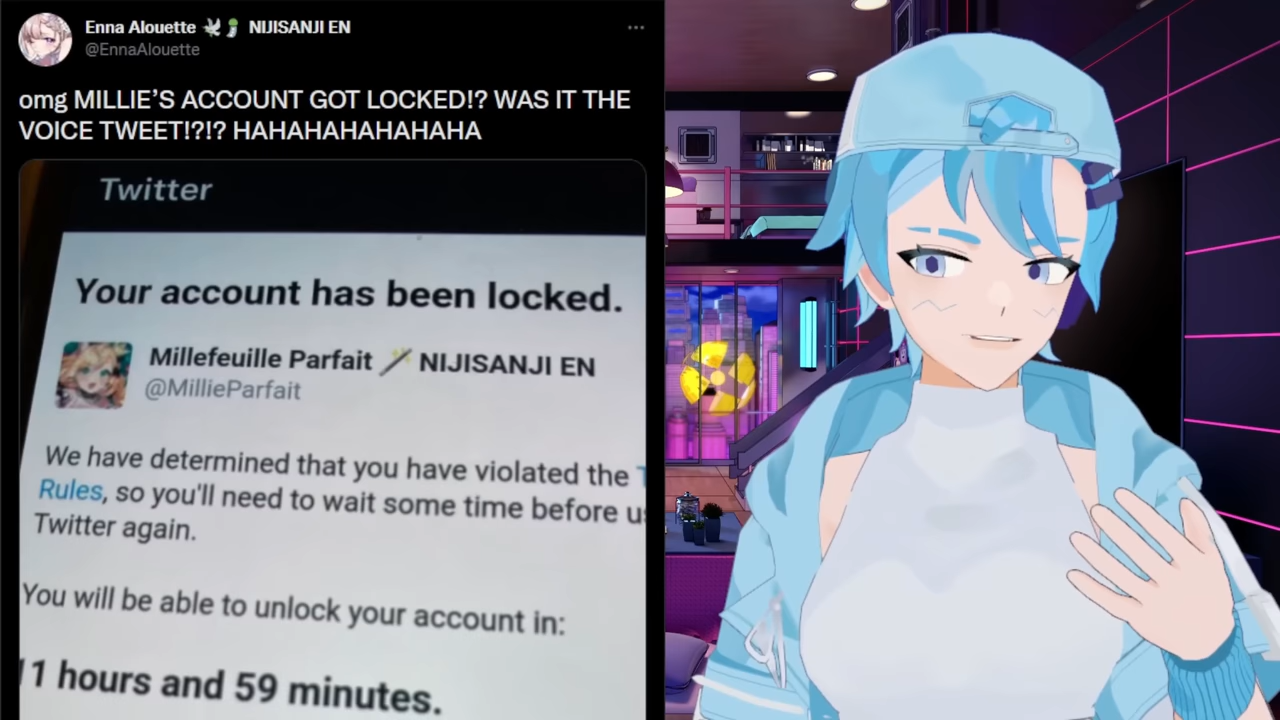 Enna Alouette 🕊️🎐 NIJISANJI EN
@EnnaAlouette
omg MILLIE’S ACCOUNT GOT LOCKED!? WAS IT THE
VOICE TWEET!?!? HAHAHAHAHAHAHA
Twitter
Your account has been locked.
Millefeuille Parfait 🪄 NIJISANJI EN
@MillieParfait
We have determined that you have violated the
Rules, so you'll need to wait some time before
Twitter again.
You will be able to unlock your account in:
11 hours and 59 minutes.